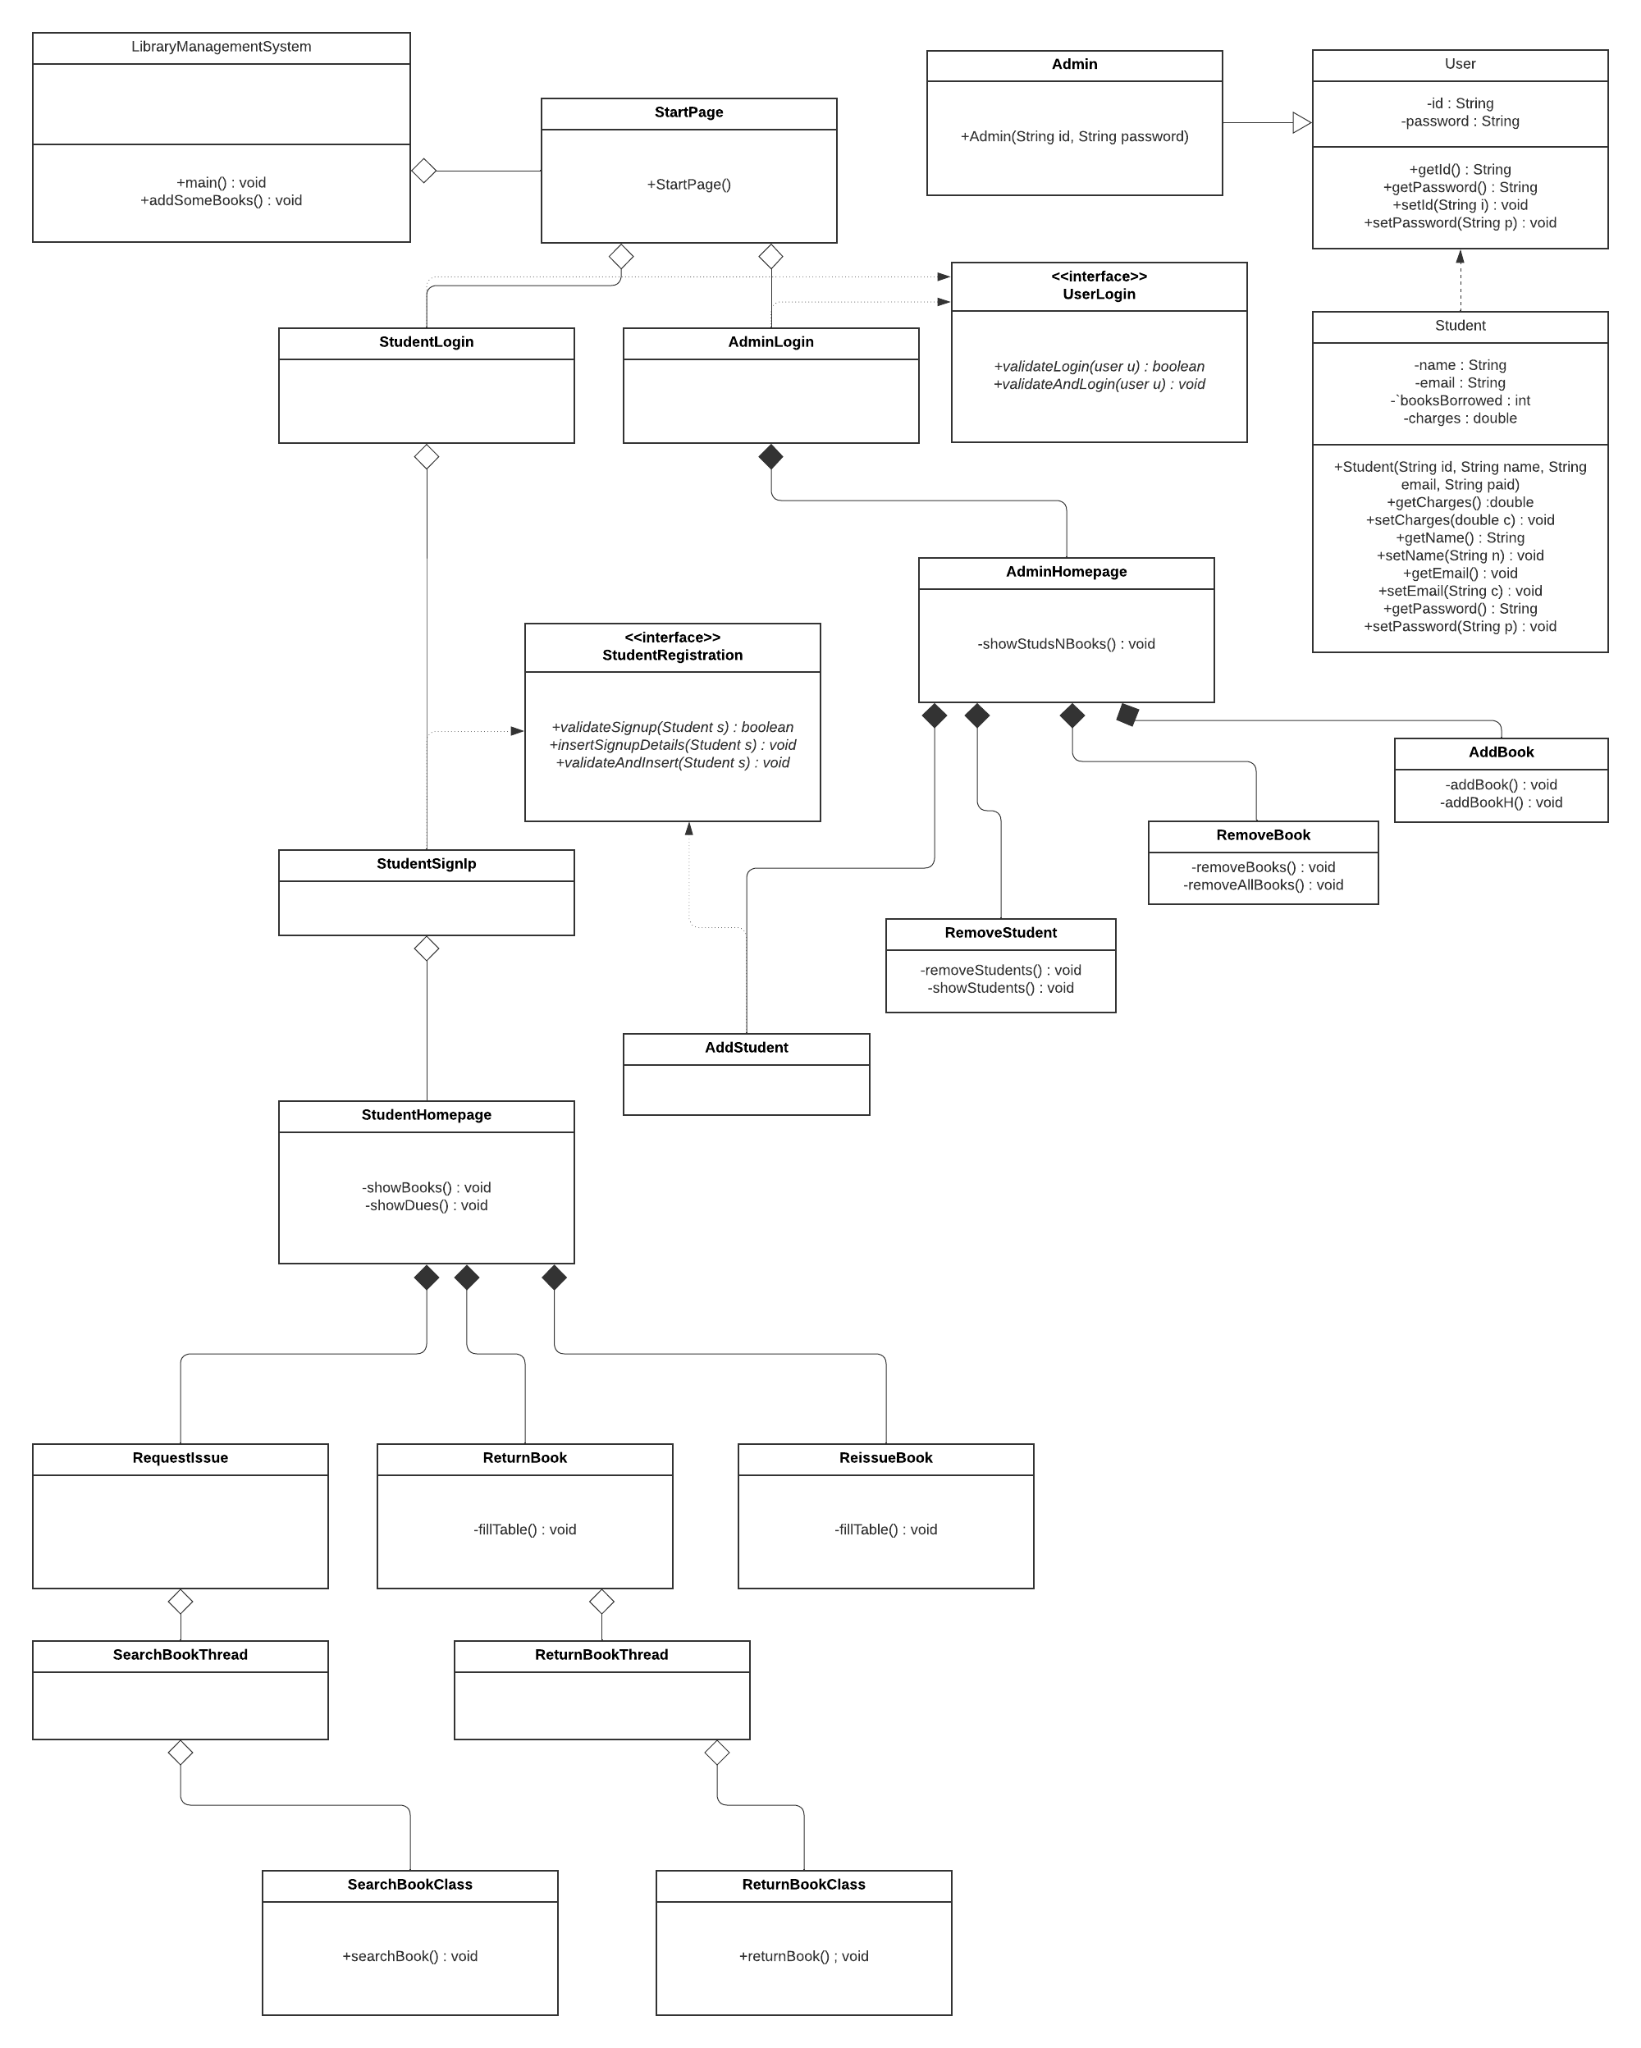 LibraryManagementSystem
+main() : void
+addSomeBooks() : void
StartPage
+StartPage()
Admin
+Admin(String id, String password)
User
-id : String
-password : String
+getId() : String
+getPassword() : String
+setId(String i) : void
+setPassword(String p) : void
<<interface>>
UserLogin
+validateLogin(user u) : boolean
+validateAndLogin(user u) : void
StudentLogin
AdminLogin
Student
-name : String
-email : String
-`booksBorrowed : int
-charges : double
+Student(String id, String name, String
email, String paid)
+getCharges() :double
+setCharges(double c) : void
+getName() : String
+setName(String n) : void
+getEmail() : void
+setEmail(String c) : void
+getPassword() : String
+setPassword(String p) : void
AdminHomepage
-showStudsNBooks() : void
<<interface>>
StudentRegistration
+validateSignup(Student s) : boolean
+insertSignupDetails(Student s) : void
+validateAndInsert(Student s) : void
AddBook
-addBook() : void
-addBookH() : void
RemoveBook
-removeBooks() : void
-removeAllBooks() : void
StudentSignIp
RemoveStudent
-removeStudents() : void
-showStudents() : void
AddStudent
StudentHomepage
-showBooks() : void
-showDues() : void
RequestIssue
ReturnBook
-fillTable() : void
ReissueBook
-fillTable() : void
SearchBookThread
ReturnBookThread
SearchBookClass
+searchBook() : void
ReturnBookClass
+returnBook() ; void